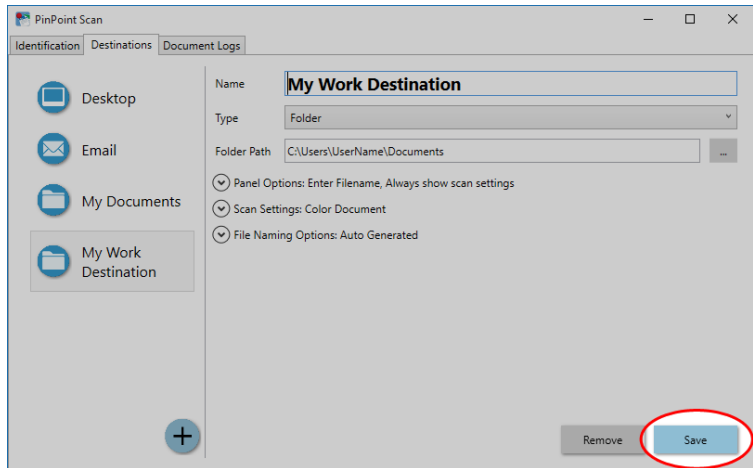 PinPoint Scan
Identification Destinations Document Logs
Desktop
Email
My Documents
My Work
Destination
Name My Work Destination
Type Folder
Folder Path C:\Users\UserName\Documents ...
Panel Options: Enter Filename, Always show scan settings
Scan Settings: Color Document
File Naming Options: Auto Generated
Remove Save